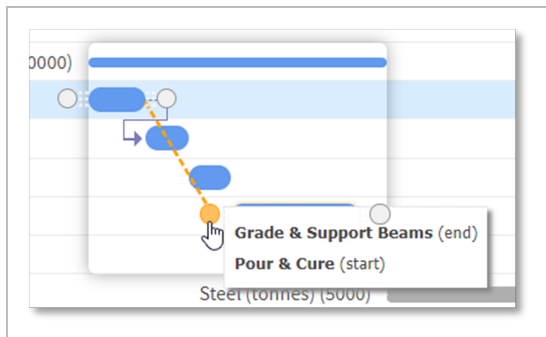 0000)
Grade & Support Beams (end)
Pour & Cure (start)
Steel (tonnes) (5000)